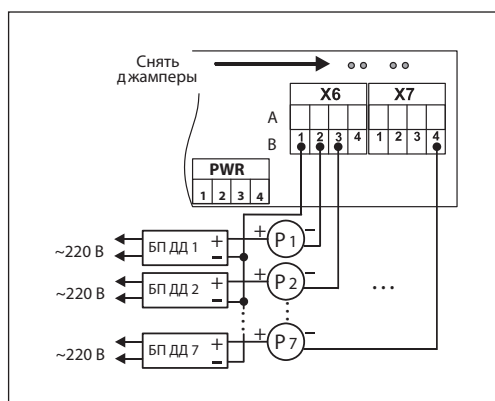 Снять
джамперы
X6 X7
A
B
1 2 3 4 1 2 3 4
PWR
1 2 3 4
~220 В БП ДД 1 + − + P 1 −
~220 В БП ДД 2 + − + P 2 −
...
~220 В БП ДД 7 + − + P 7 −